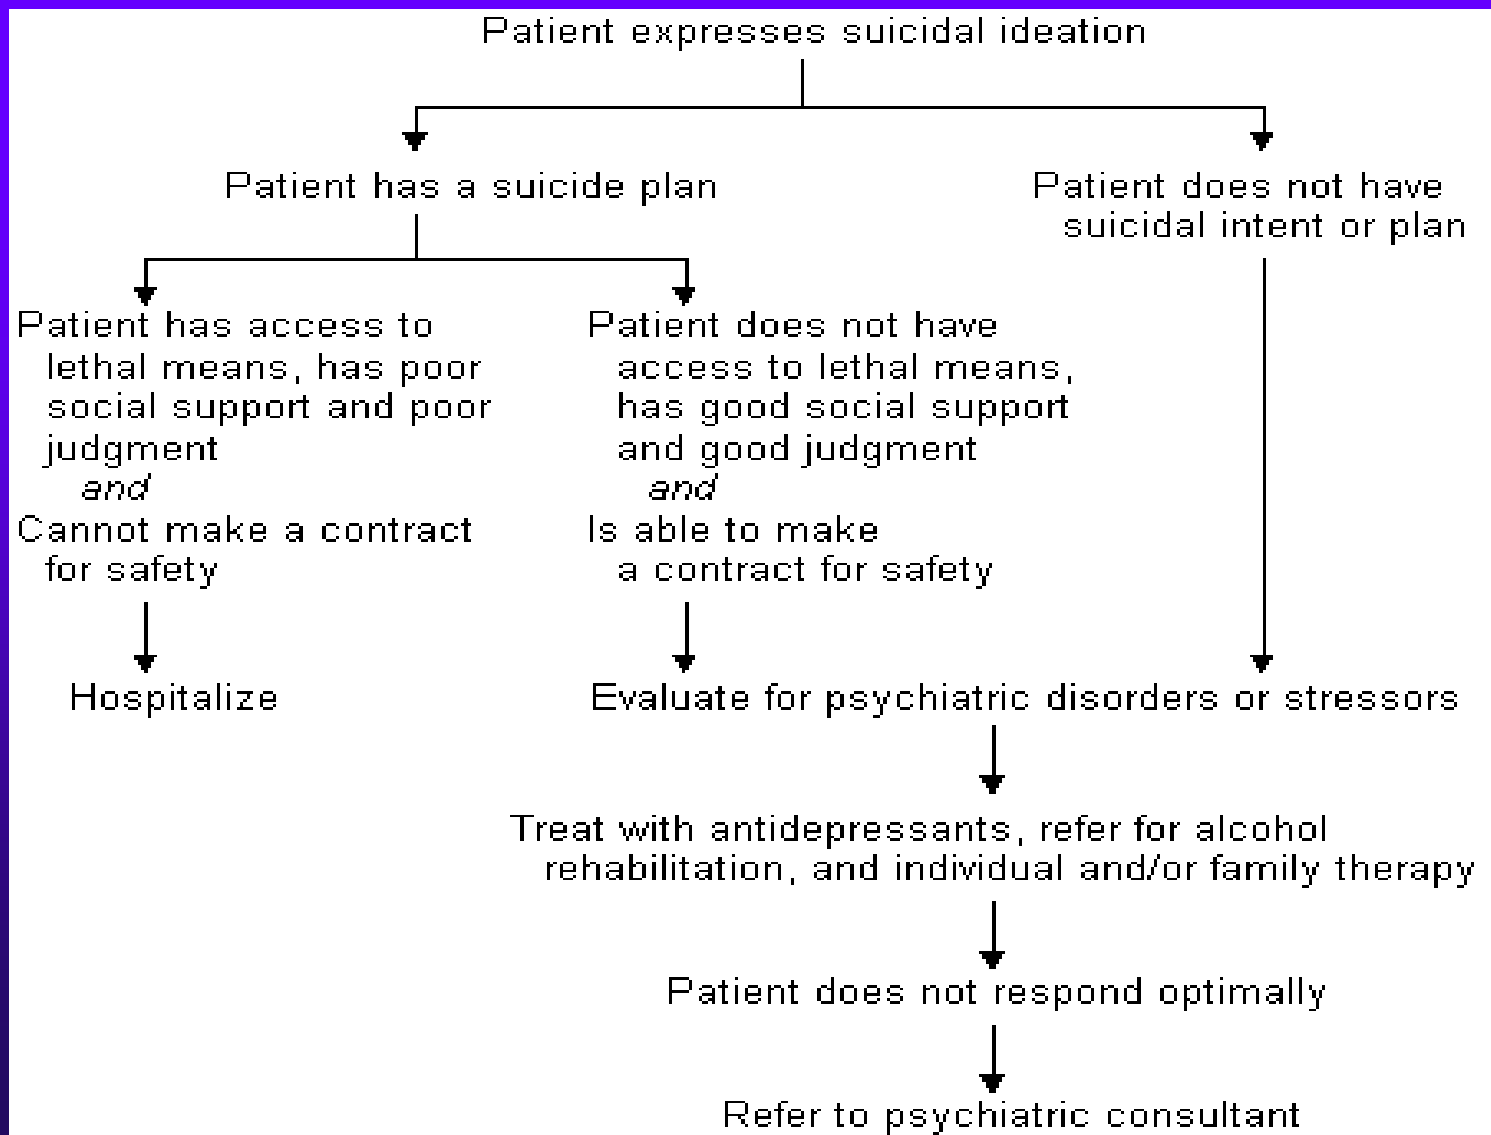 Patient expresses suicidal ideation
Patient has a suicide plan
Patient does not have
suicidal intent or plan
Patient has access to
lethal means, has poor
social support and poor
judgment
and
Cannot make a contract
for safety
Patient does not have
access to lethal means,
has good social support
and good judgment
and
Is able to make
a contract for safety
Hospitalize
Evaluate for psychiatric disorders or stressors
Treat with antidepressants, refer for alcohol
rehabilitation, and individual and/or family therapy
Patient does not respond optimally
Refer to psychiatric consultant